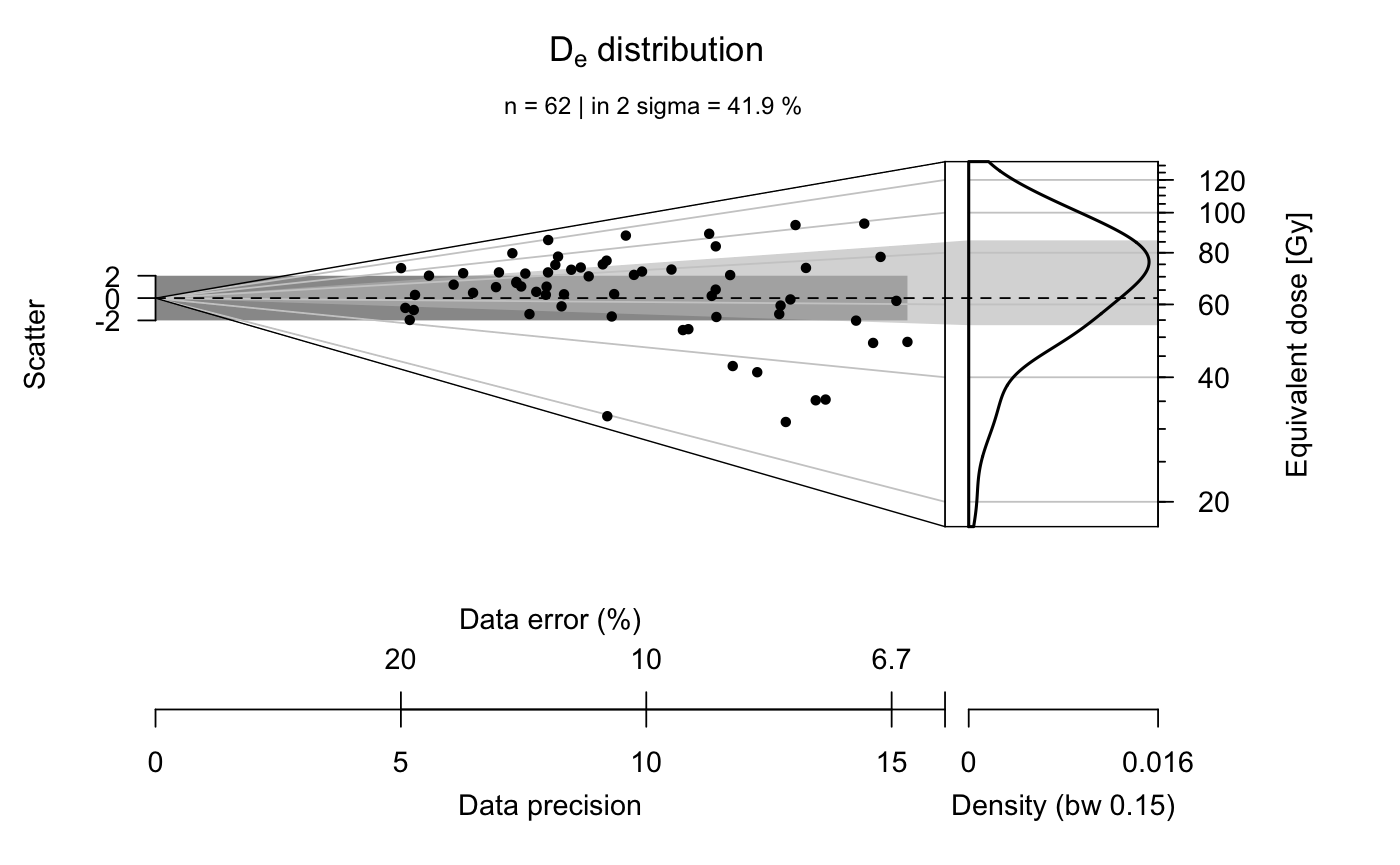 Dₑ distribution
n = 62 | in 2 sigma = 41.9 %
Scatter
2
0
-2
120
100
80
60
40
20
Equivalent dose [Gy]
Data error (%)
20 10 6.7
0 5 10 15 0 0.016
Data precision Density (bw 0.15)